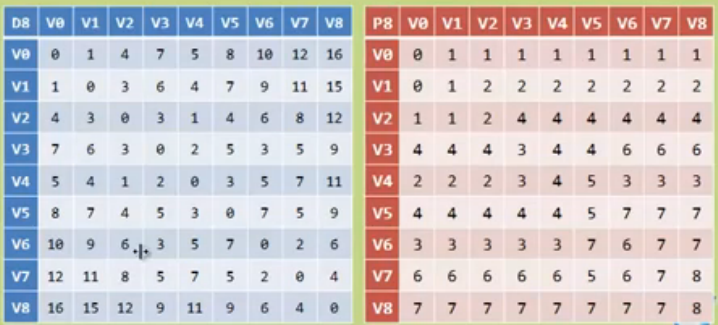 D8 V0 V1 V2 V3 V4 V5 V6 V7 V8 P8 V0 V1 V2 V3 V4 V5 V6 V7 V8
V0 0 1 4 7 5 8 10 12 16 V0 0 1 1 1 1 1 1 1 1
V1 1 0 3 6 4 7 9 11 15 V1 0 1 2 2 2 2 2 2 2
V2 4 3 0 3 1 4 6 8 12 V2 1 1 2 4 4 4 4 4 4
V3 7 6 3 0 2 5 3 5 9 V3 4 4 4 3 4 4 6 6 6
V4 5 4 1 2 0 3 5 7 11 V4 2 2 2 3 4 5 3 3 3
V5 8 7 4 5 3 0 7 5 9 V5 4 4 4 4 4 5 7 7 7
V6 10 9 6 3 5 7 0 2 6 V6 3 3 3 3 3 7 6 7 7
V7 12 11 8 5 7 5 2 0 4 V7 6 6 6 6 6 5 6 7 8
V8 16 15 12 9 11 9 6 4 0 V8 7 7 7 7 7 7 7 7 8